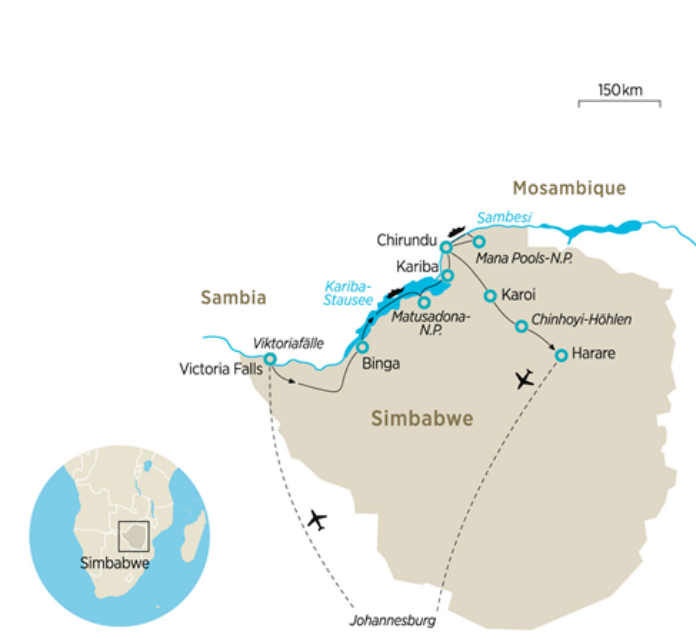 150 km
Mosambique
Sambesi
Chirundu
Mana Pools-N.P.
Kariba
Kariba-
Stausee
Sambia
Karoi
Matusadona-
N.P.
Chinhoyi-Höhlen
Viktoriafälle
Harare
Victoria Falls
Binga
Simbabwe
Simbabwe
Johannesburg